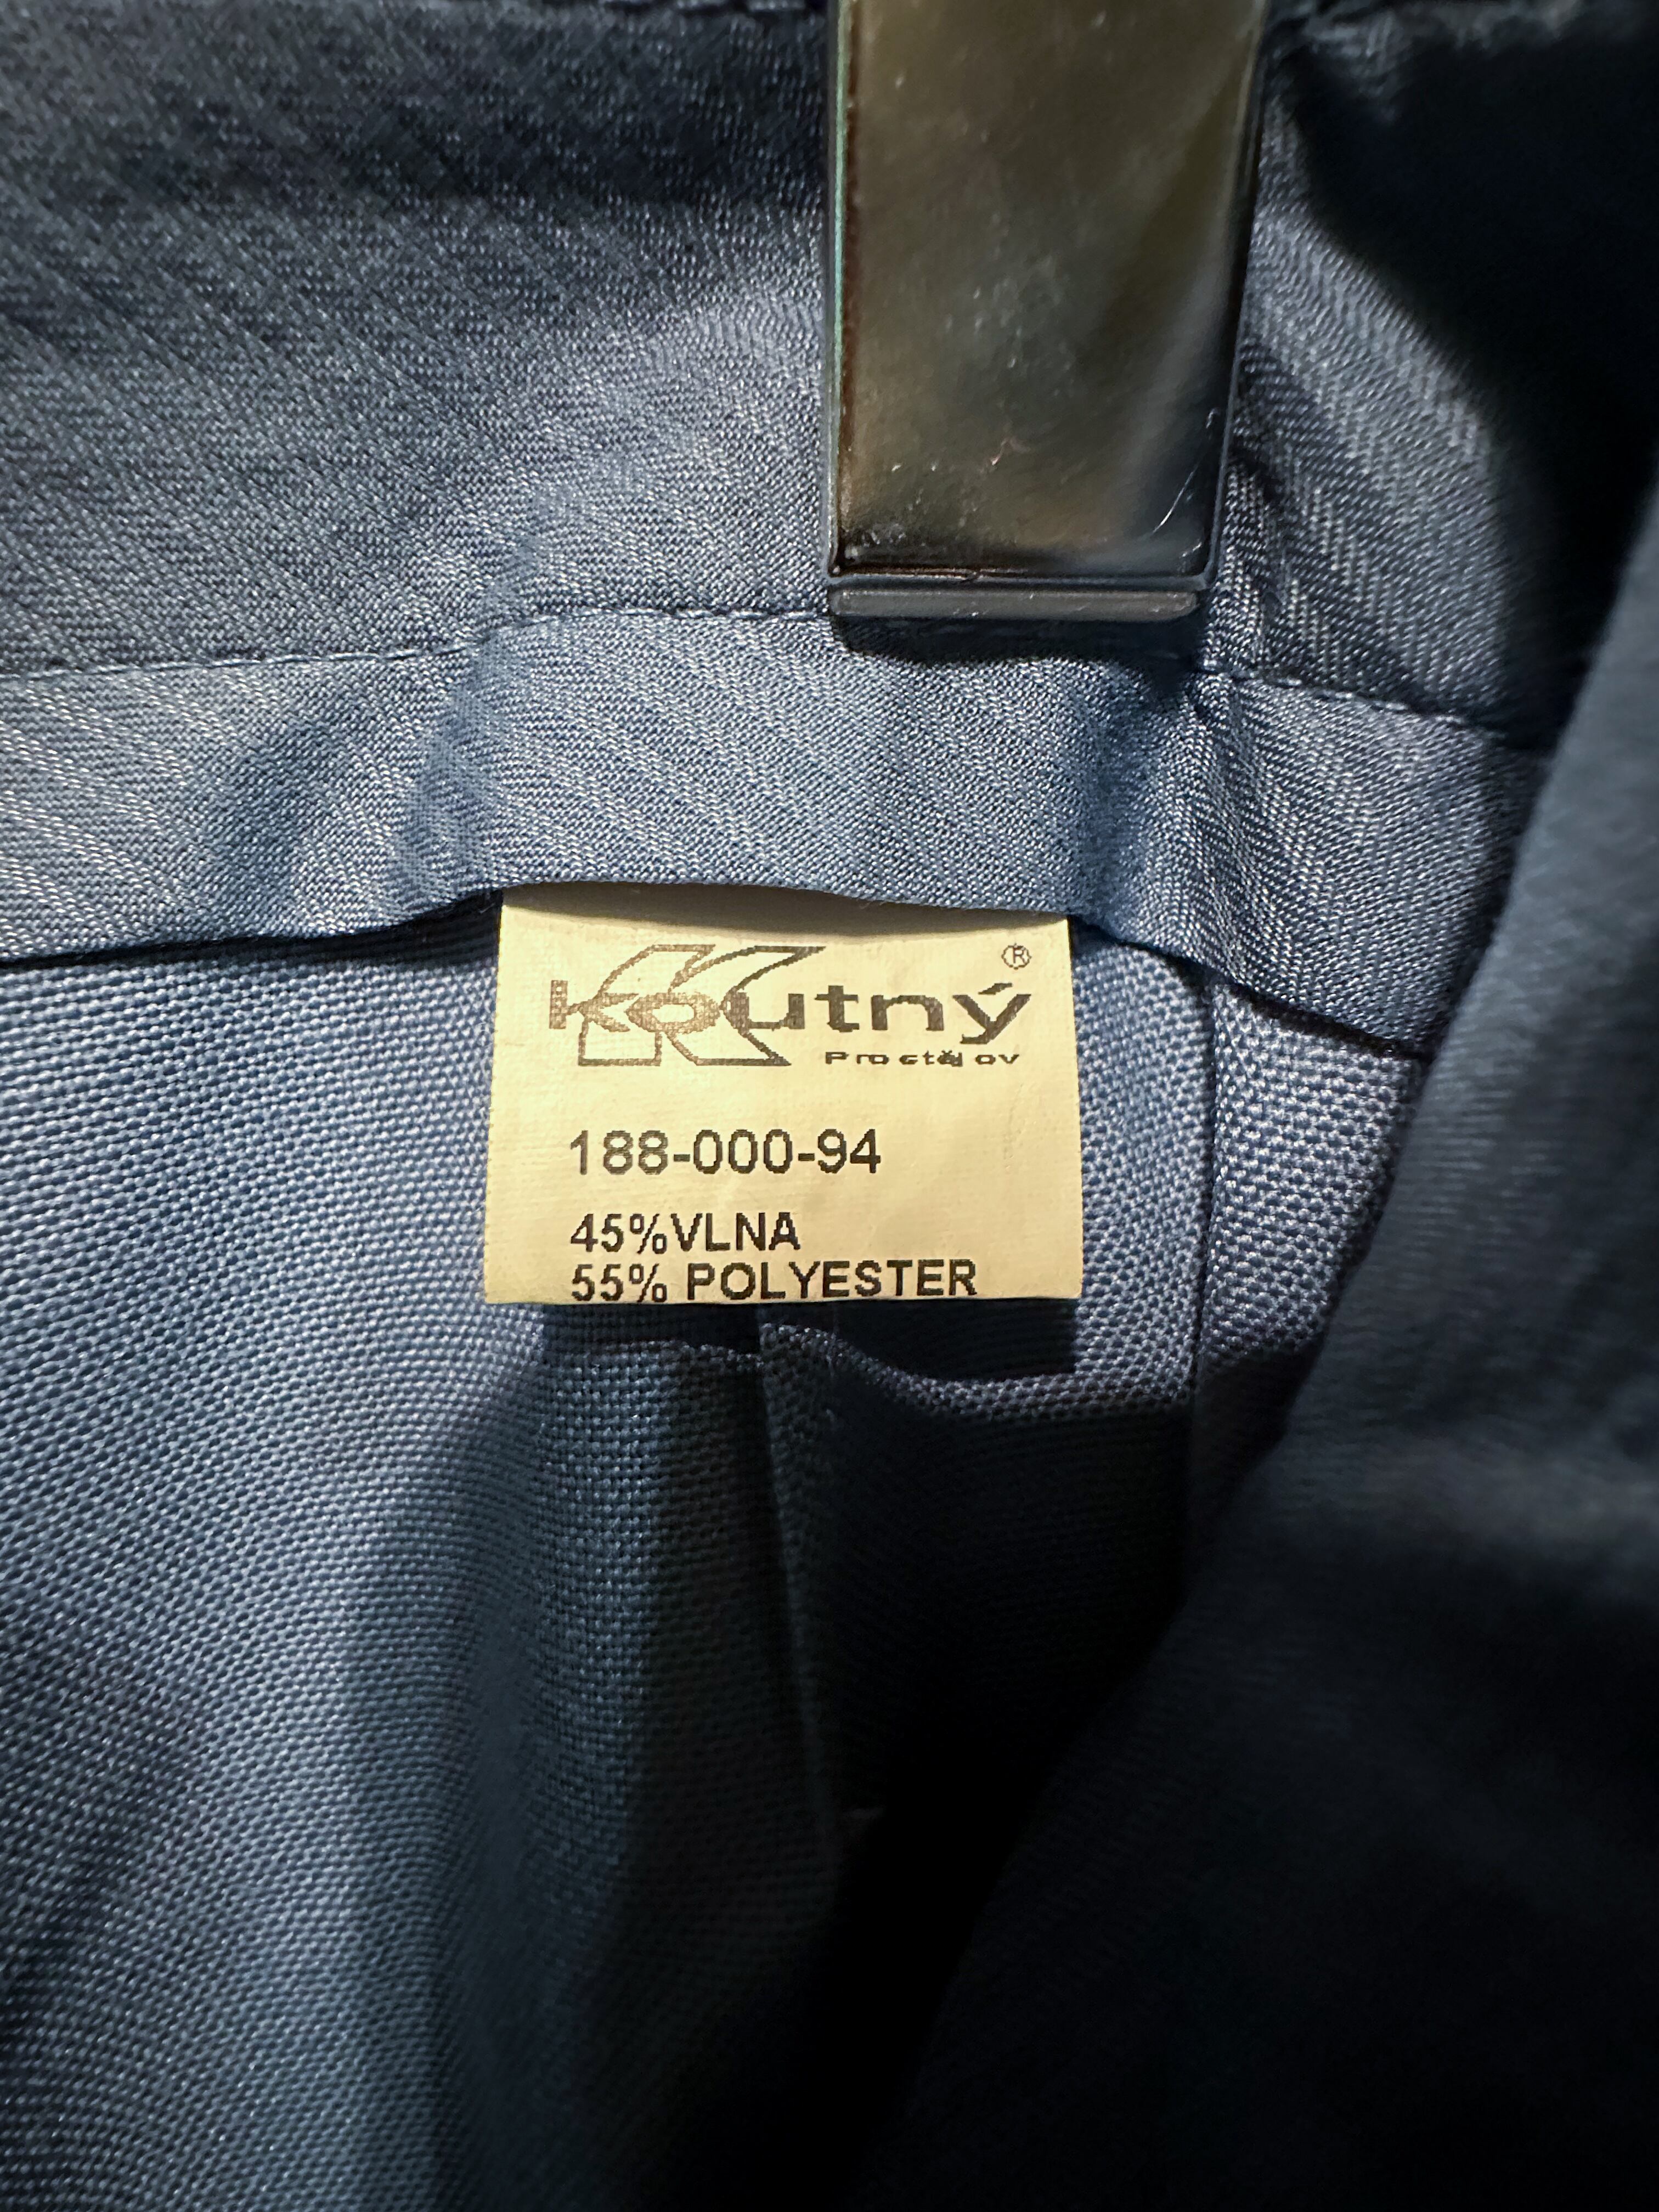 Koutný ®
Prostějov
188-000-94
45%VLNA
55% POLYESTER